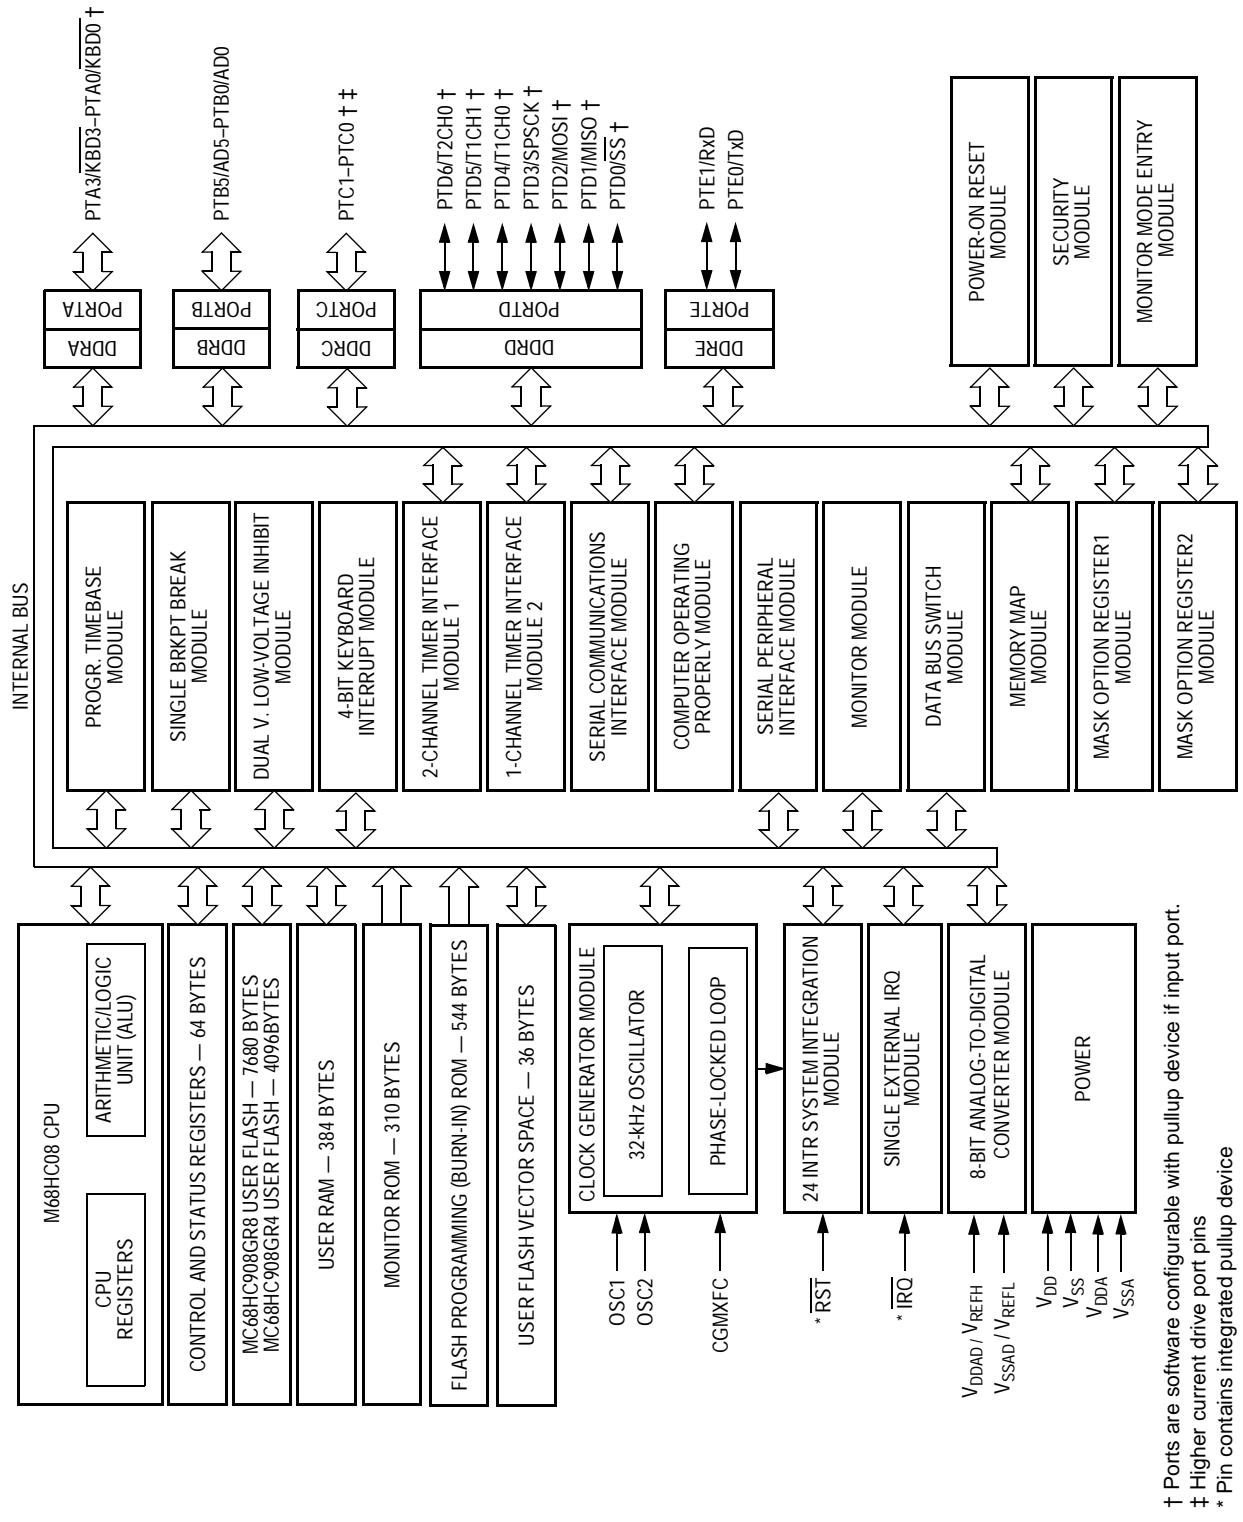 INTERNAL BUS
M68HC08 CPU
CPU
REGISTERS
ARITHMETIC/LOGIC
UNIT (ALU)
CONTROL AND STATUS REGISTERS — 64 BYTES
MC68HC908GR8 USER FLASH — 7680 BYTES
MC68HC908GR4 USER FLASH — 4096BYTES
USER RAM — 384 BYTES
MONITOR ROM — 310 BYTES
FLASH PROGRAMMING (BURN-IN) ROM — 544 BYTES
USER FLASH VECTOR SPACE — 36 BYTES
CLOCK GENERATOR MODULE
32-kHz OSCILLATOR
PHASE-LOCKED LOOP
OSC1
OSC2
CGMXFC
24 INTR SYSTEM INTEGRATION
MODULE
* RST
SINGLE EXTERNAL IRQ
MODULE
* IRQ
8-BIT ANALOG-TO-DIGITAL
CONVERTER MODULE
VDDAD / VREFH
VSSAD / VREFL
POWER
VDD
VSS
VDDA
VSSA
PROGR. TIMEBASE
MODULE
SINGLE BRKPT BREAK
MODULE
DUAL V. LOW-VOLTAGE INHIBIT
MODULE
4-BIT KEYBOARD
INTERRUPT MODULE
2-CHANNEL TIMER INTERFACE
MODULE 1
1-CHANNEL TIMER INTERFACE
MODULE 2
SERIAL COMMUNICATIONS
INTERFACE MODULE
COMPUTER OPERATING
PROPERLY MODULE
SERIAL PERIPHERAL
INTERFACE MODULE
MONITOR MODULE
DATA BUS SWITCH
MODULE
MEMORY MAP
MODULE
MASK OPTION REGISTER1
MODULE
MASK OPTION REGISTER2
MODULE
DDRA
PORTA
PTA3/KBD3–PTA0/KBD0 †
DDRB
PORTB
PTB5/AD5–PTB0/AD0
DDRC
PORTC
PTC1–PTC0 † ‡
DDRD
PORTD
PTD6/T2CH0 †
PTD5/T1CH1 †
PTD4/T1CH0 †
PTD3/SPSCK †
PTD2/MOSI †
PTD1/MISO †
PTD0/SS †
DDRE
PORTE
PTE1/RxD
PTE0/TxD
POWER-ON RESET
MODULE
SECURITY
MODULE
MONITOR MODE ENTRY
MODULE
† Ports are software configurable with pullup device if input port.
‡ Higher current drive port pins
* Pin contains integrated pullup device